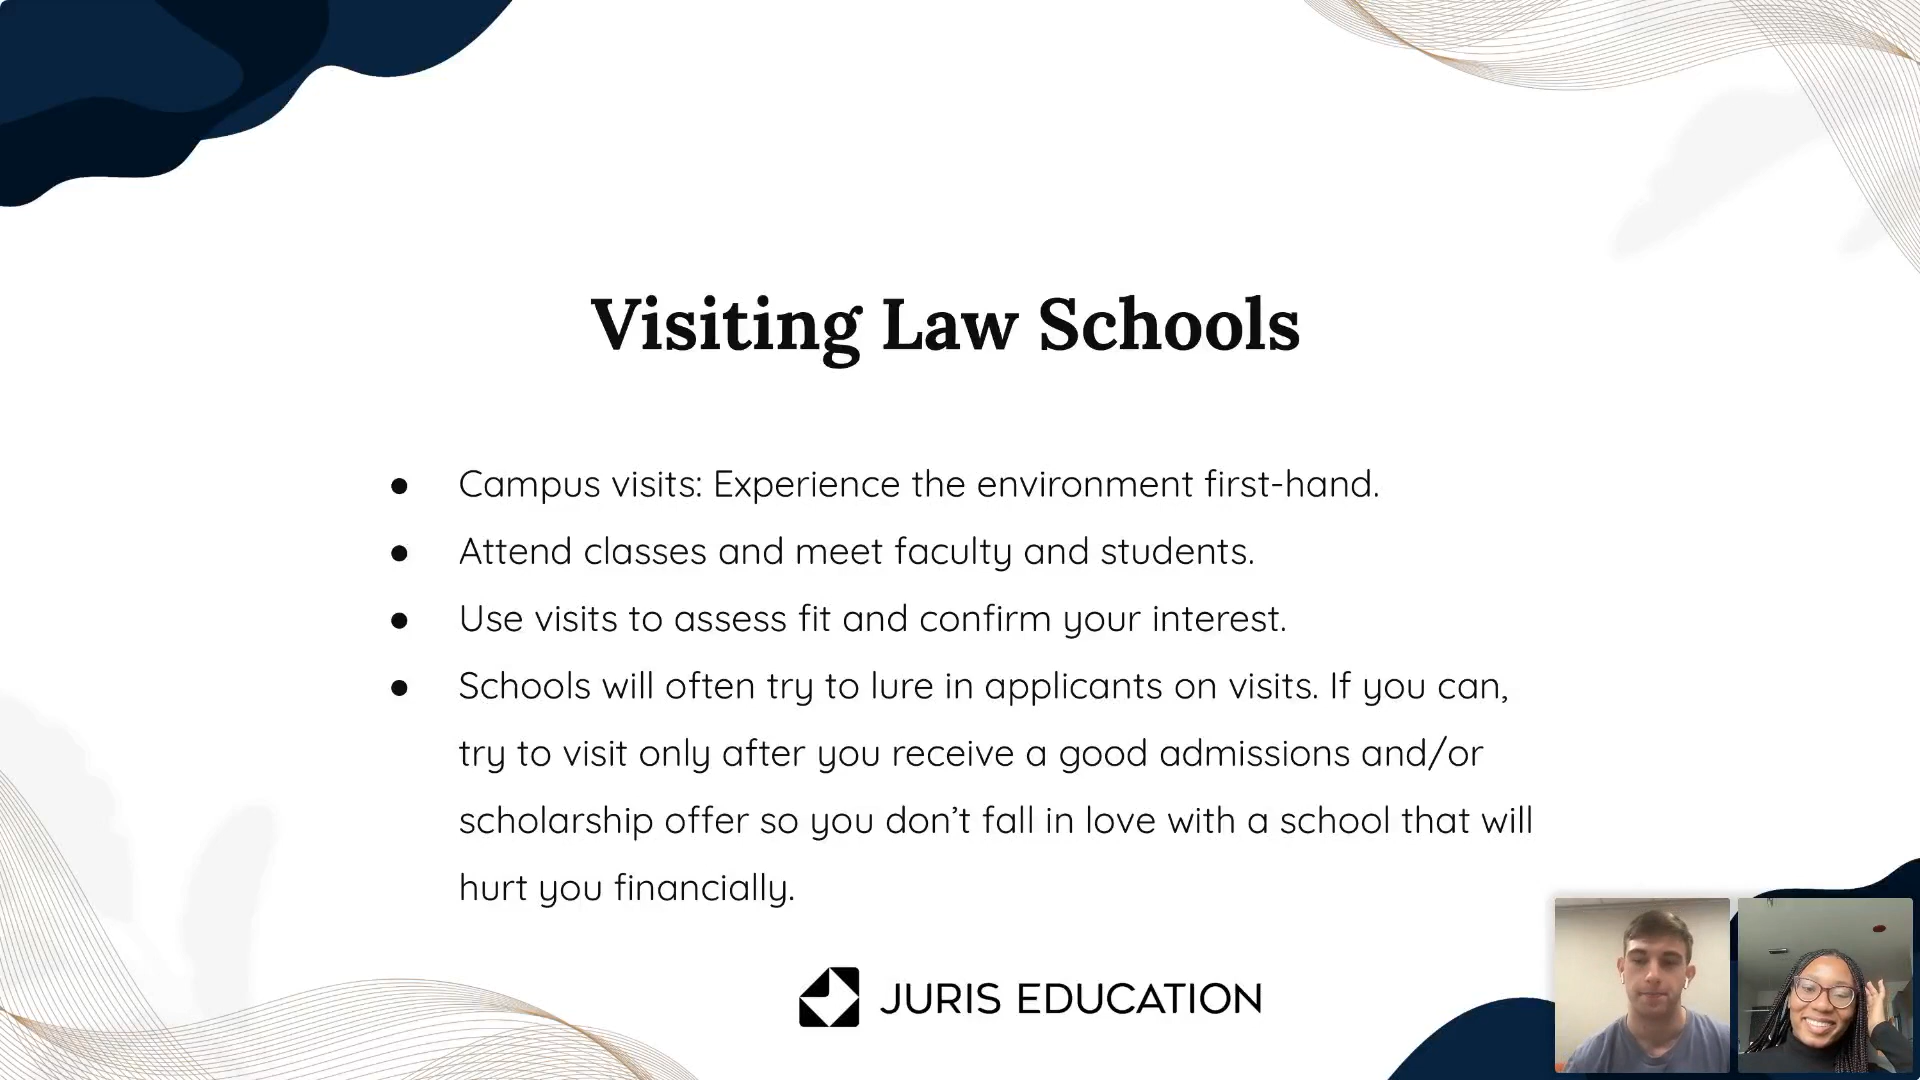 Visiting Law Schools
● Campus visits: Experience the environment first-hand.
● Attend classes and meet faculty and students.
● Use visits to assess fit and confirm your interest.
● Schools will often try to lure in applicants on visits. If you can,
try to visit only after you receive a good admissions and/or
scholarship offer so you don’t fall in love with a school that will
hurt you financially.
JURIS EDUCATION